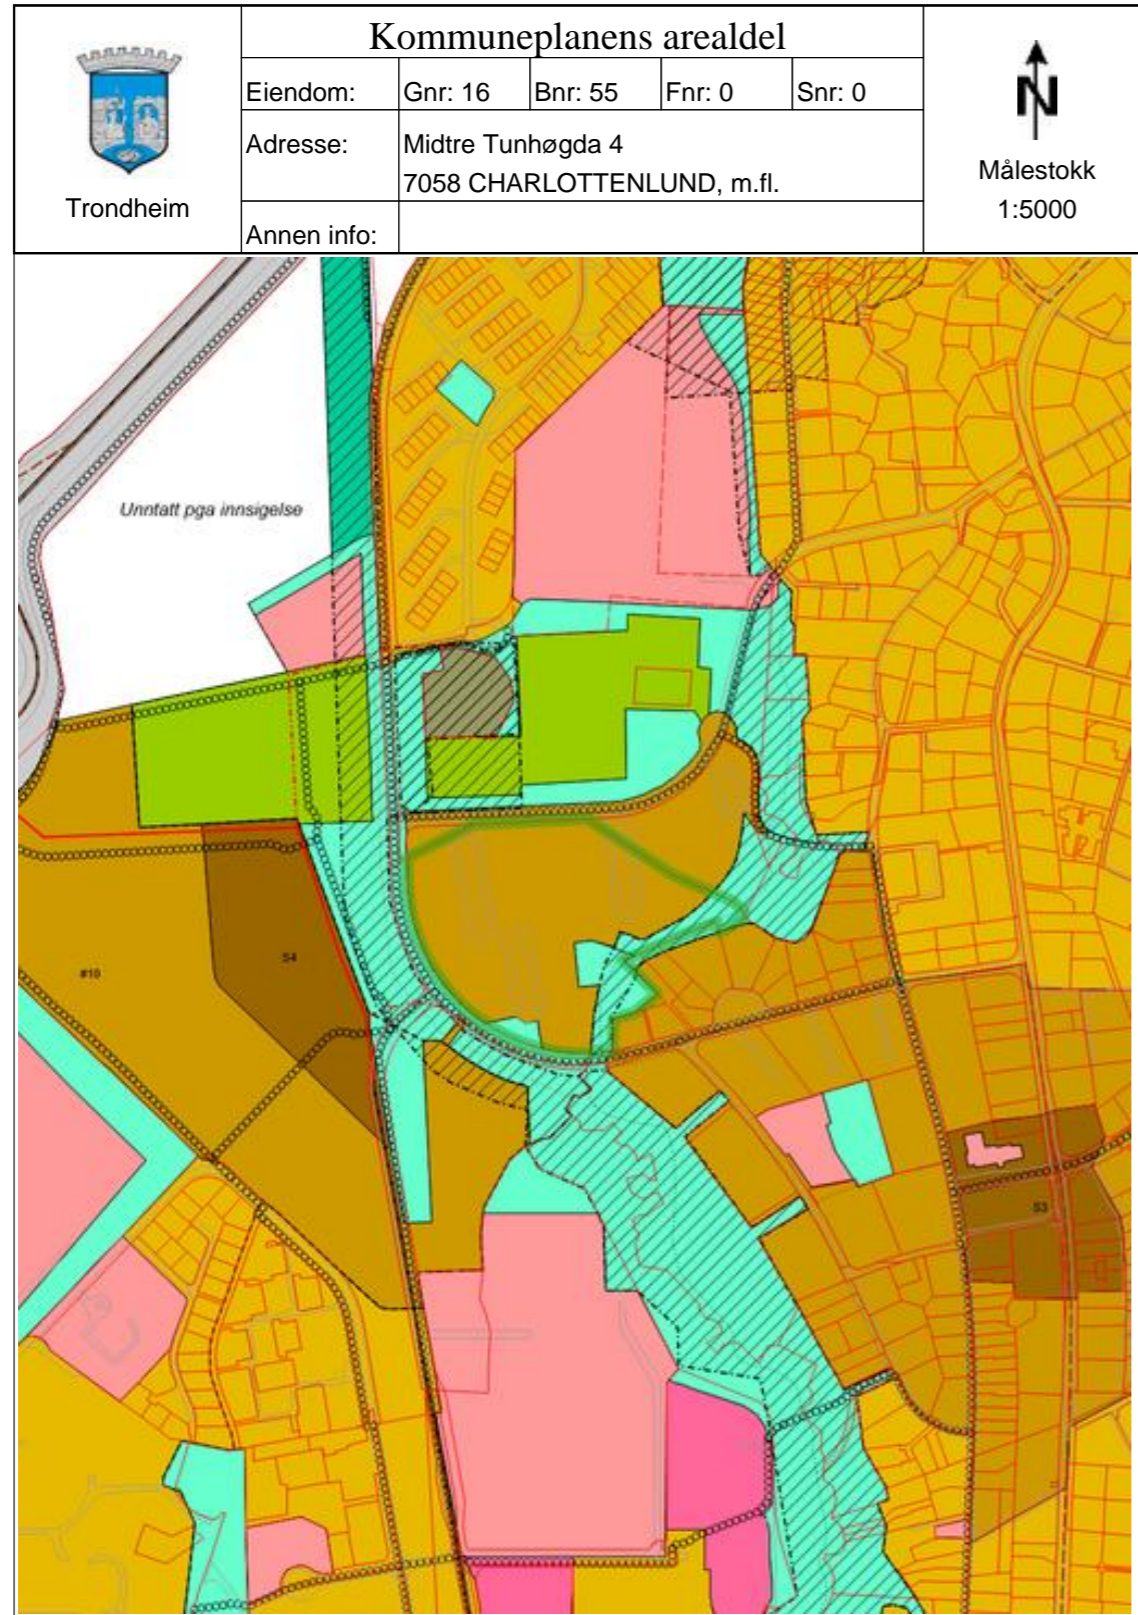 Kommuneplanens arealdel
Eiendom: Gnr: 16 Bnr: 55 Fnr: 0 Snr: 0
Adresse: Midtre Tunhøgda 4
7058 CHARLOTTENLUND, m.fl.
Annen info:
Trondheim
N
Målestokk
1:5000
Unntatt pga innsigelse
#10
S4
S3